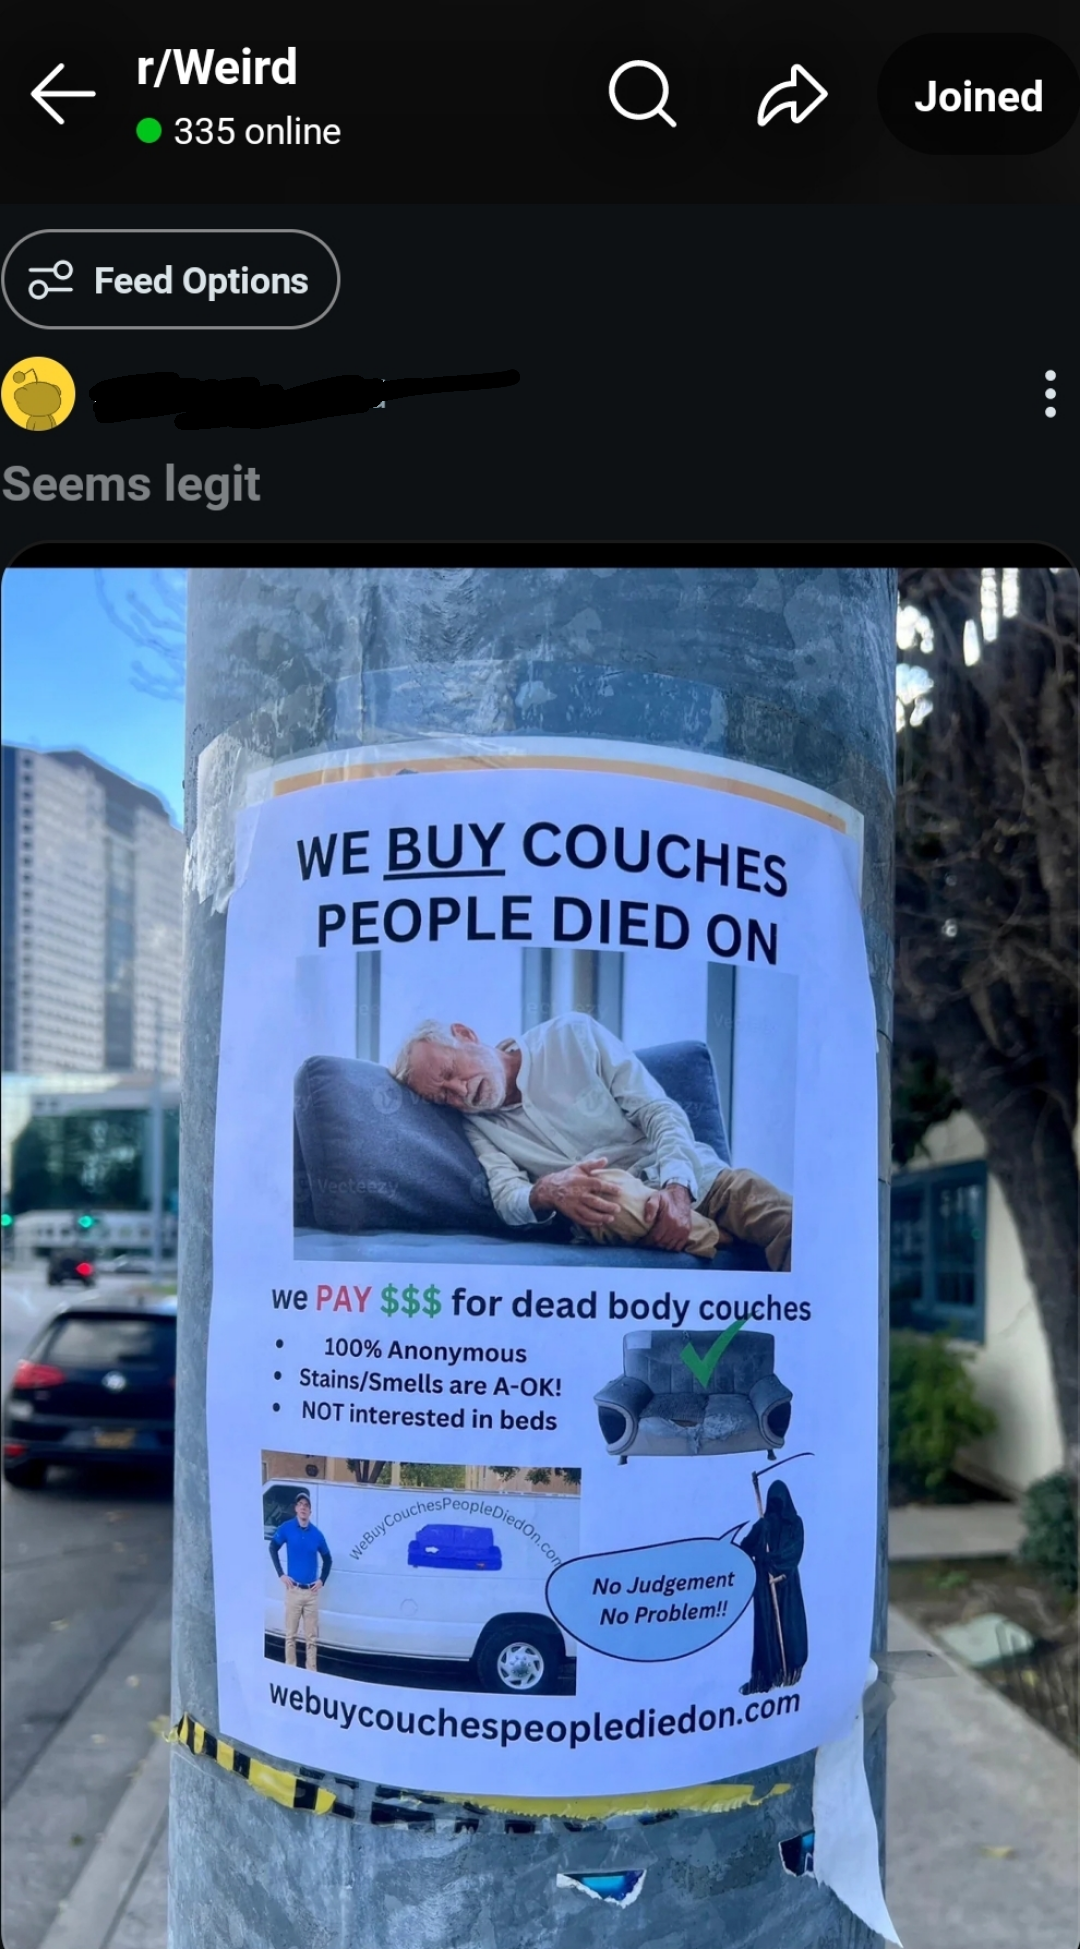 r/Weird
335 online
Joined
Feed Options
Seems legit
WE BUY COUCHES
PEOPLE DIED ON
Vecteezy
we PAY $$$ for dead body couches
• 100% Anonymous
• Stains/Smells are A-OK!
• NOT interested in beds
WeBuyCouchesPeopleDiedOn.com
No Judgement
No Problem!!
webuycouchespeoplediedon.com